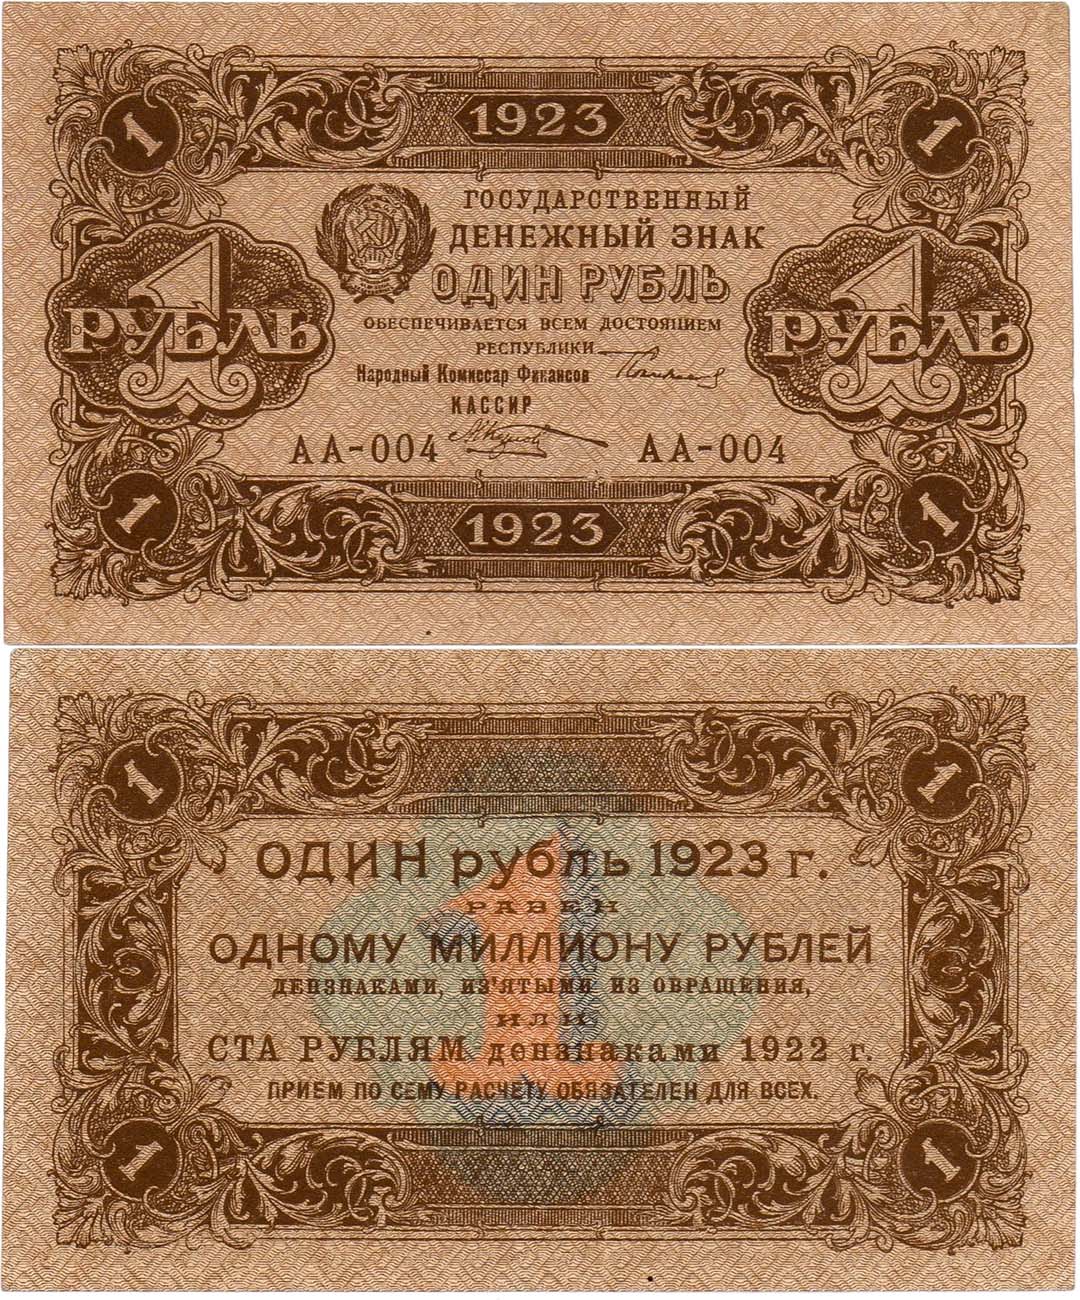 1923
1 1
ГОСУДАРСТВЕННЫЙ
ДЕНЕЖНЫЙ ЗНАК
ОДИН РУБЛЬ
1 РУБЛЬ
1 РУБЛЬ
ОБЕСПЕЧИВАЕТСЯ ВСЕМ ДОСТОЯНИЕМ
РЕСПУБЛИКИ
Народный Комиссар Финансов
КАССИР
АА-004 АА-004
1 1
1923
1 1
ОДИН рубль 1923 г.
РАВЕН
ОДНОМУ МИЛЛИОНУ РУБЛЕЙ
ДЕНЗНАКАМИ, ИЗ'ЯТЫМИ ИЗ ОБРАЩЕНИЯ,
ИЛИ
СТА РУБЛЯМ дензнаками 1922 г.
ПРИЕМ ПО СЕМУ РАСЧЕТУ ОБЯЗАТЕЛЕН ДЛЯ ВСЕХ.
1
1 1